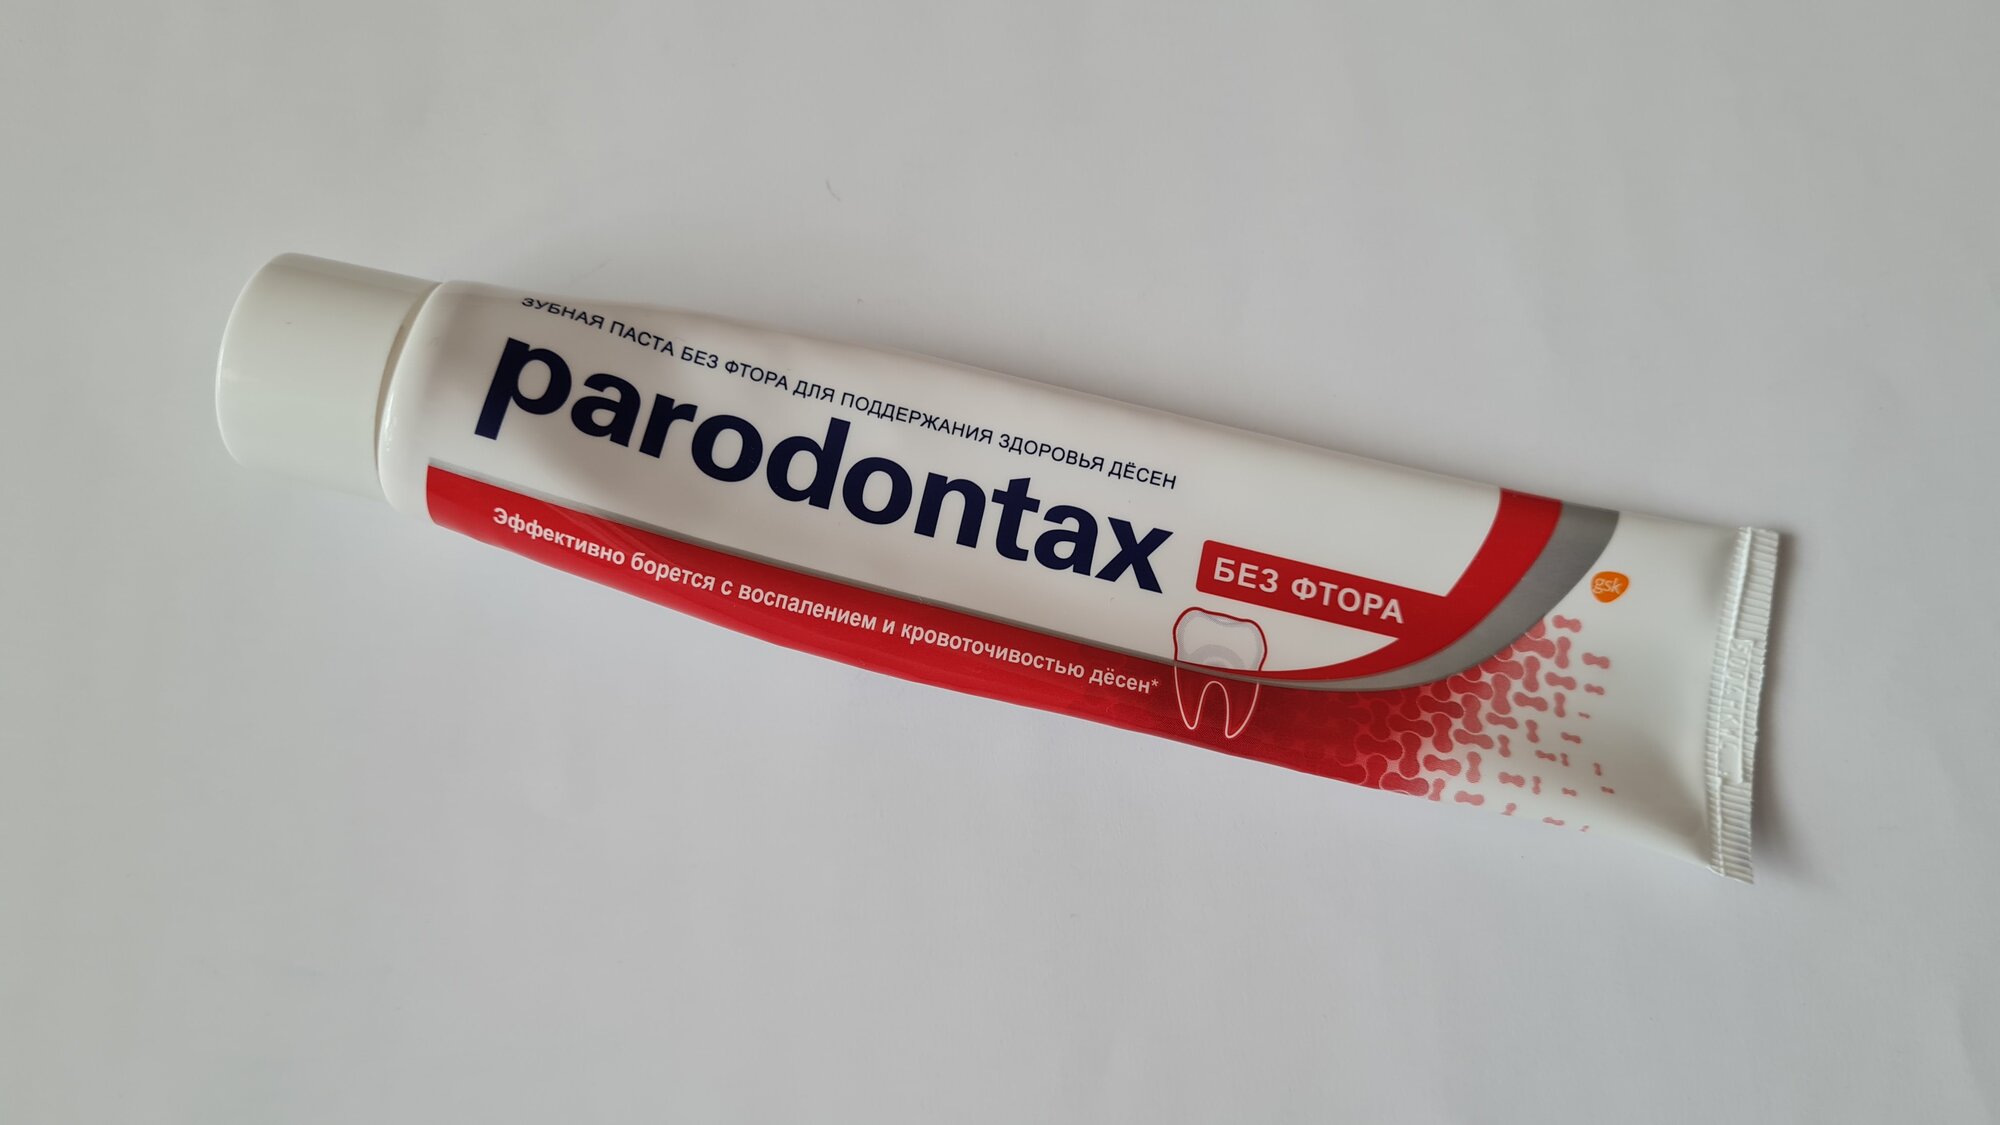 ЗУБНАЯ ПАСТА БЕЗ ФТОРА ДЛЯ ПОДДЕРЖАНИЯ ЗДОРОВЬЯ ДЁСЕН
parodontax
БЕЗ ФТОРА
gsk
Эффективно борется с воспалением и кровоточивостью дёсен*